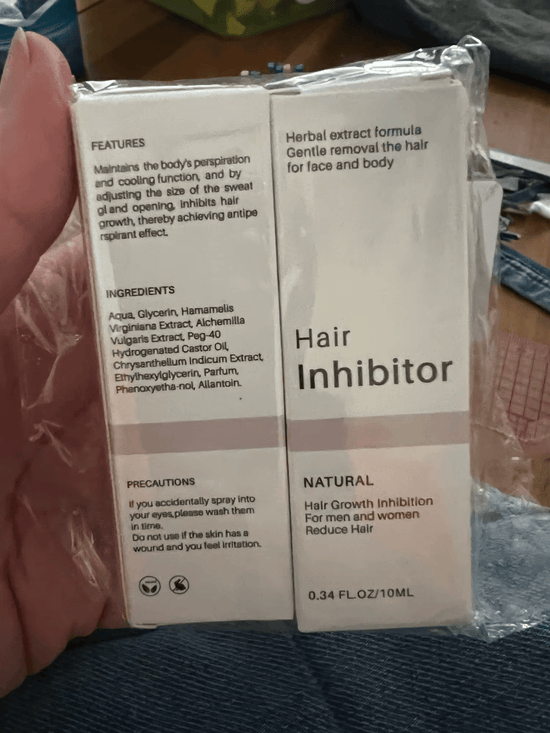 FEATURES
Maintains the body's perspiration
and cooling function, and by
adjusting the size of the sweat
gland opening, inhibits hair
growth, thereby achieving antipe
rspirant effect.
INGREDIENTS
Aqua, Glycerin, Hamamelis
Virginiana Extract, Alchemilla
Vulgaris Extract, Peg-40
Hydrogenated Castor Oil,
Chrysanthellum Indicum Extract,
Ethylhexylglycerin, Parfum,
Phenoxyetha-nol, Allantoin.
PRECAUTIONS
If you accidentally spray into
your eyes,please wash them
in time.
Do not use if the skin has a
wound and you feel irritation.
Herbal extract formula
Gentle removal the hair
for face and body
Hair
Inhibitor
NATURAL
Hair Growth Inhibition
For men and women
Reduce Hair
0.34 FL.OZ/10ML